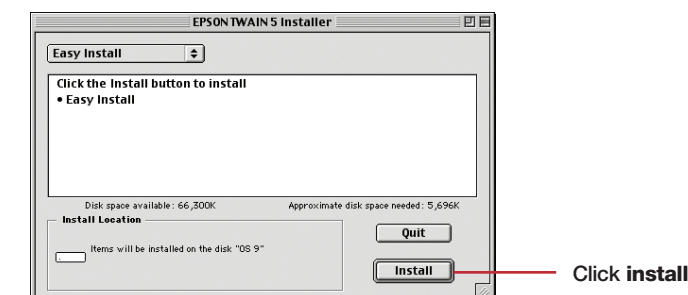 EPSON TWAIN 5 Installer
Easy Install
Click the Install button to install
• Easy Install
Disk space available: 66,300K Approximate disk space needed: 5,696K
Install Location
Items will be installed on the disk "OS 9"
Quit
Install
Click install